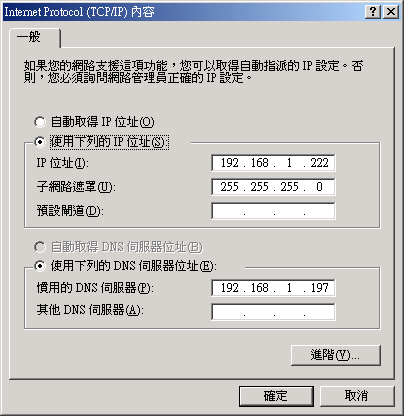 Internet Protocol (TCP/IP) 內容
一般
如果您的網路支援這項功能，您可以取得自動指派的 IP 設定。否
則，您必須詢問網路管理員正確的 IP 設定。
自動取得 IP 位址(O)
使用下列的 IP 位址(S):
IP 位址(I): 192 . 168 . 1 . 222
子網路遮罩(U): 255 . 255 . 255 . 0
預設閘道(D): . . .
自動取得 DNS 伺服器位址(B)
使用下列的 DNS 伺服器位址(E):
慣用的 DNS 伺服器(P): 192 . 168 . 1 . 197
其他 DNS 伺服器(A): . . .
進階(V)...
確定 取消